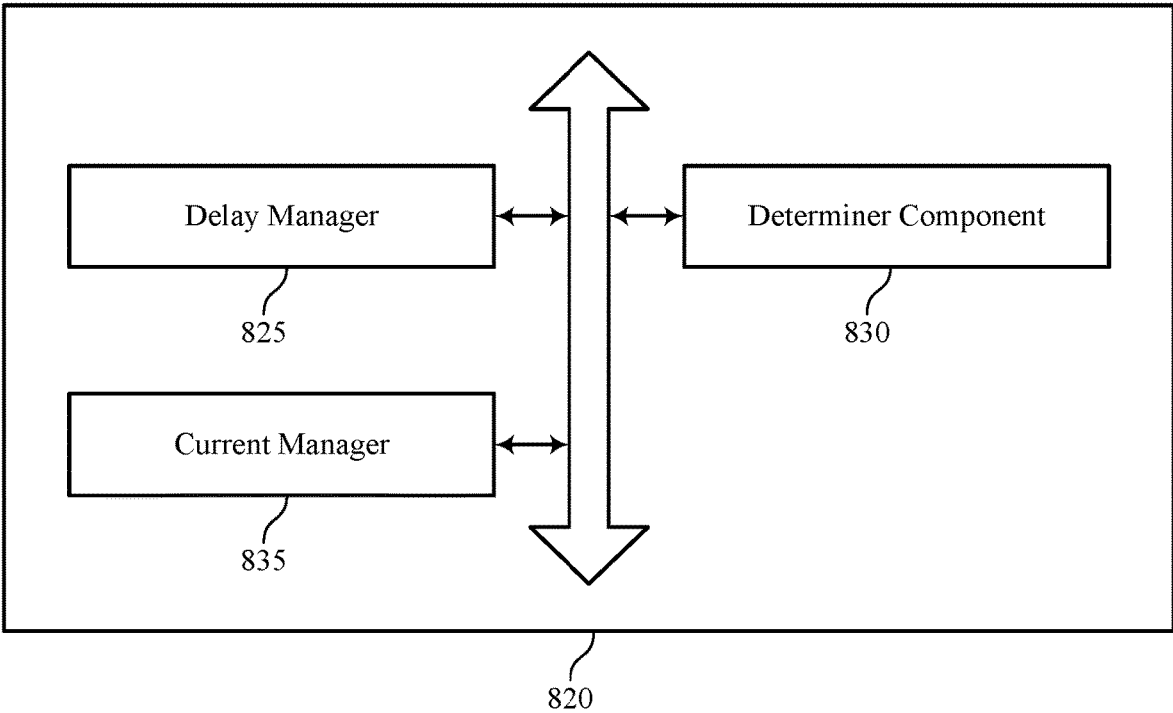 Delay Manager
Determiner Component
825
830
Current Manager
835
820